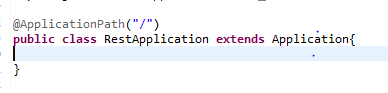 @ApplicationPath("/")
public class RestApplication extends Application{
}